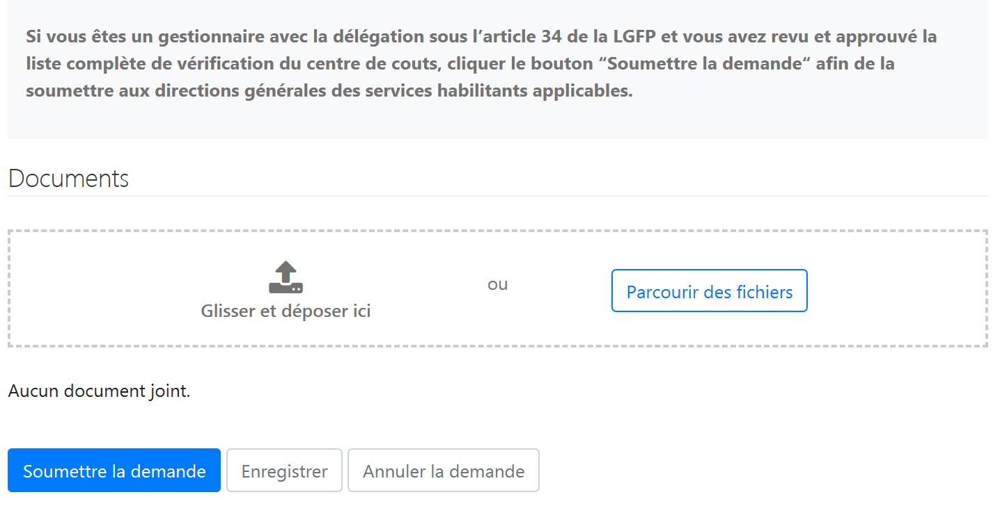 Si vous êtes un gestionnaire avec la délégation sous l’article 34 de la LGFP et vous avez revu et approuvé la
liste complète de vérification du centre de couts, cliquer le bouton “Soumettre la demande“ afin de la
soumettre aux directions générales des services habilitants applicables.
Documents
Glisser et déposer ici
ou
Parcourir des fichiers
Aucun document joint.
Soumettre la demande
Enregistrer
Annuler la demande